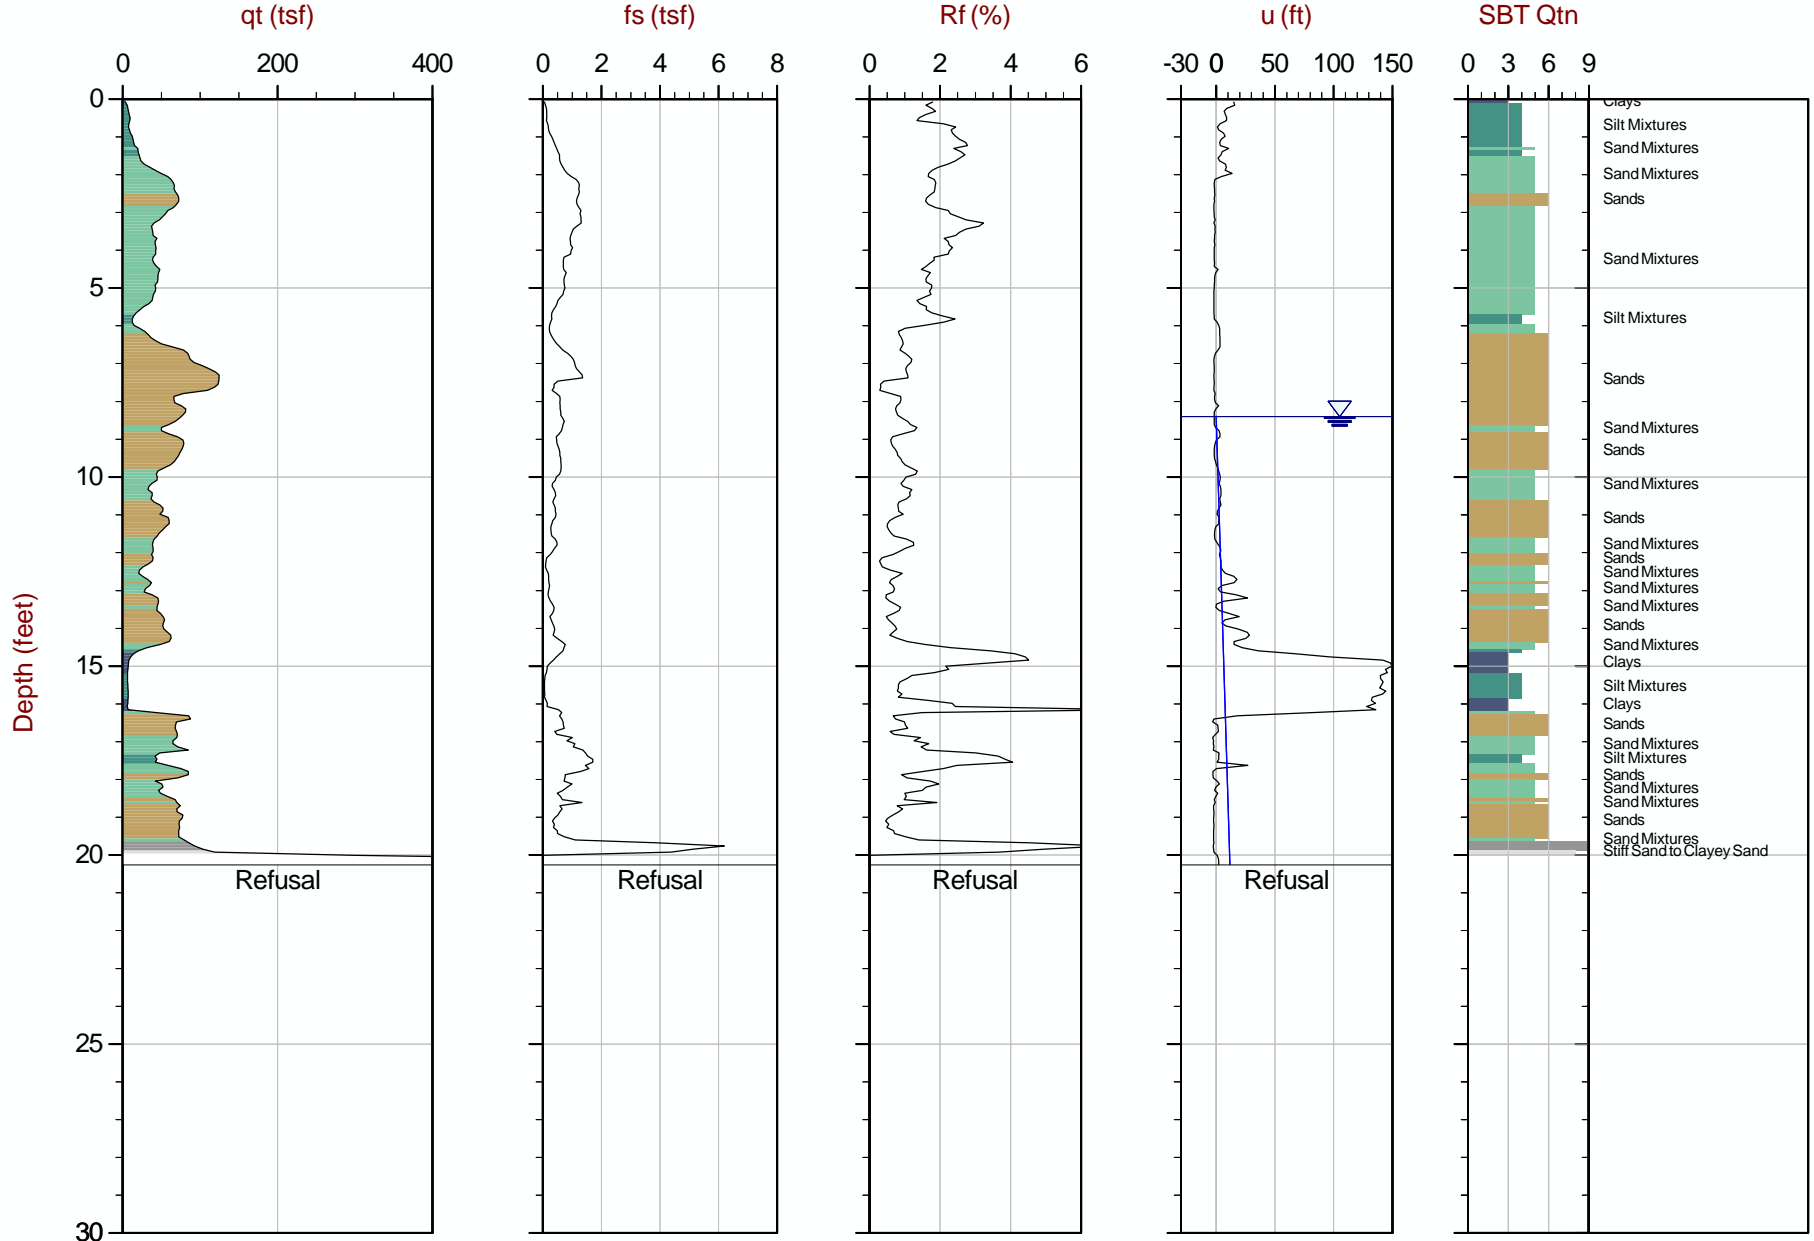 qt (tsf) fs (tsf) Rf (%) u (ft) SBT Qtn
0 200 400 0 2 4 6 8 0 2 4 6 -30 0 50 100 150 0 3 6 9
0
5
10
15
20
25
30
Depth (feet)
Clays
Silt Mixtures
Sand Mixtures
Sand Mixtures
Sands
Sand Mixtures
Silt Mixtures
Sands
Sand Mixtures
Sands
Sand Mixtures
Sands
Sand Mixtures
Sands
Sand Mixtures
Sand Mixtures
Sand Mixtures
Sands
Sand Mixtures
Clays
Silt Mixtures
Clays
Sands
Sand Mixtures
Silt Mixtures
Sands
Sand Mixtures
Sand Mixtures
Sands
Sand Mixtures
Stiff Sand to Clayey Sand
Refusal Refusal Refusal Refusal